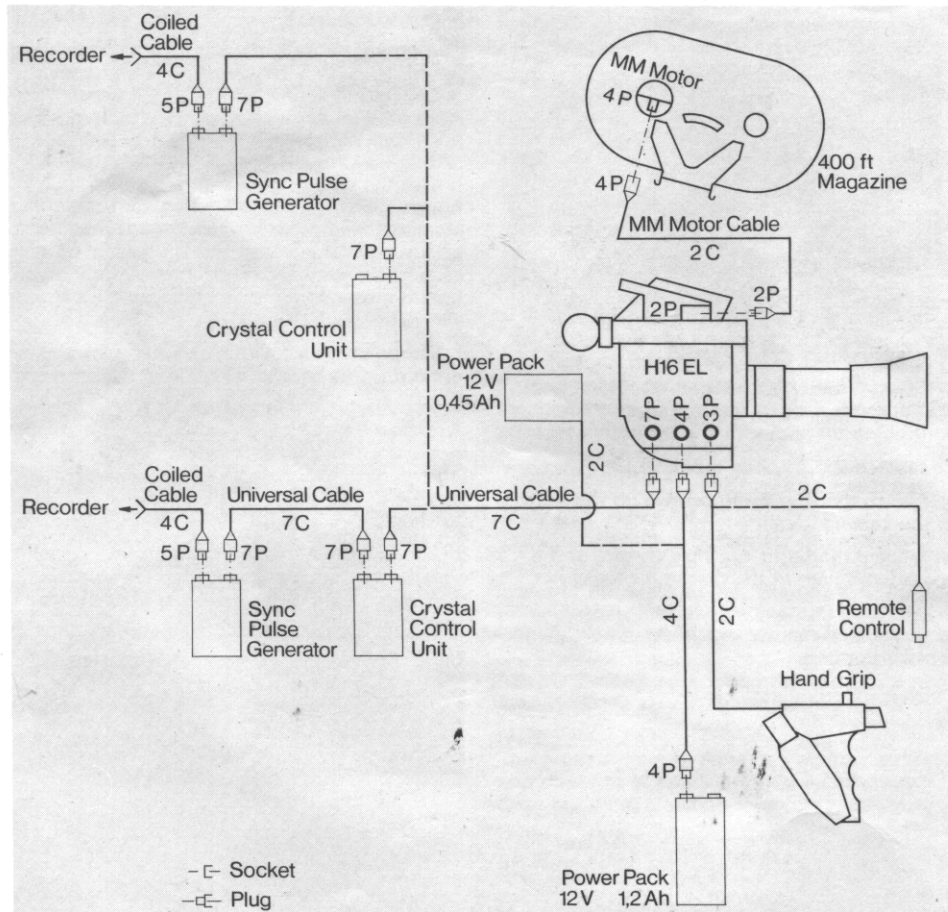 Coiled
Cable
Recorder
4C
5P
7P
Sync Pulse
Generator
7P
Crystal Control
Unit
MM Motor
4P
400 ft
Magazine
4P
MM Motor Cable
2C
2P
2P
Power Pack
12 V
0,45 Ah
H16 EL
7P
4P
3P
2C
Coiled
Cable
Recorder
4C
Universal Cable
7C
Universal Cable
7C
2C
5P
7P
7P
7P
Sync
Pulse
Generator
Crystal
Control
Unit
4C
2C
Remote
Control
Hand Grip
4P
Power Pack
12 V 1,2 Ah
Socket
Plug